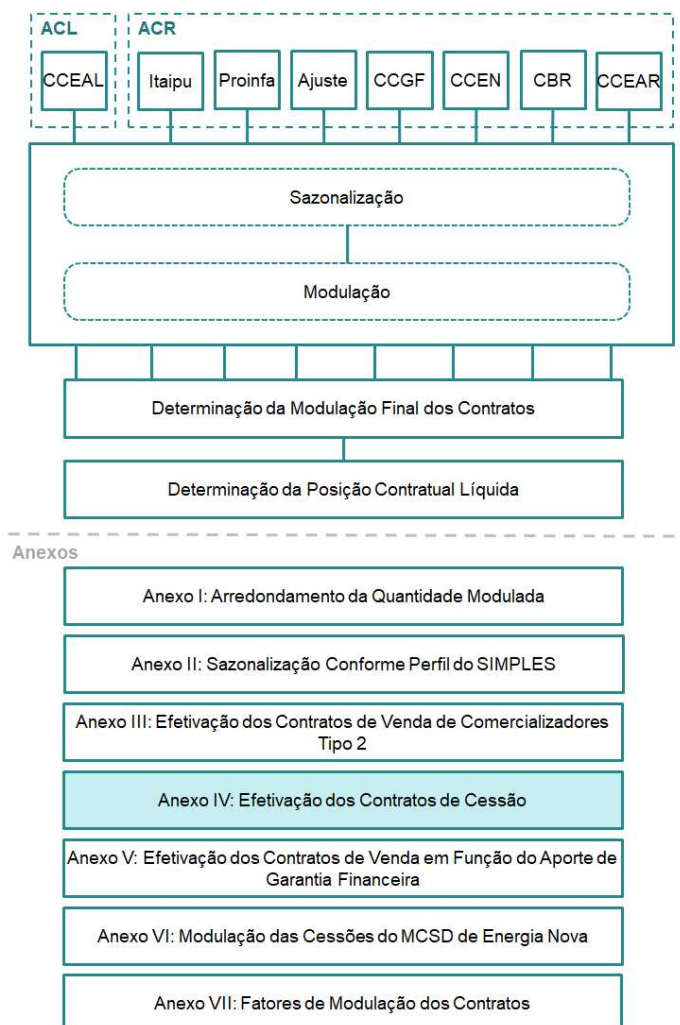 ACL
ACR
CCEAL
Itaipu
Proinfa
Ajuste
CCGF
CCEN
CBR
CCEAR
Sazonalização
Modulação
Determinação da Modulação Final dos Contratos
Determinação da Posição Contratual Líquida
Anexos
Anexo I: Arredondamento da Quantidade Modulada
Anexo II: Sazonalização Conforme Perfil do SIMPLES
Anexo III: Efetivação dos Contratos de Venda de Comercializadores
Tipo 2
Anexo IV: Efetivação dos Contratos de Cessão
Anexo V: Efetivação dos Contratos de Venda em Função do Aporte de
Garantia Financeira
Anexo VI: Modulação das Cessões do MCSD de Energia Nova
Anexo VII: Fatores de Modulação dos Contratos